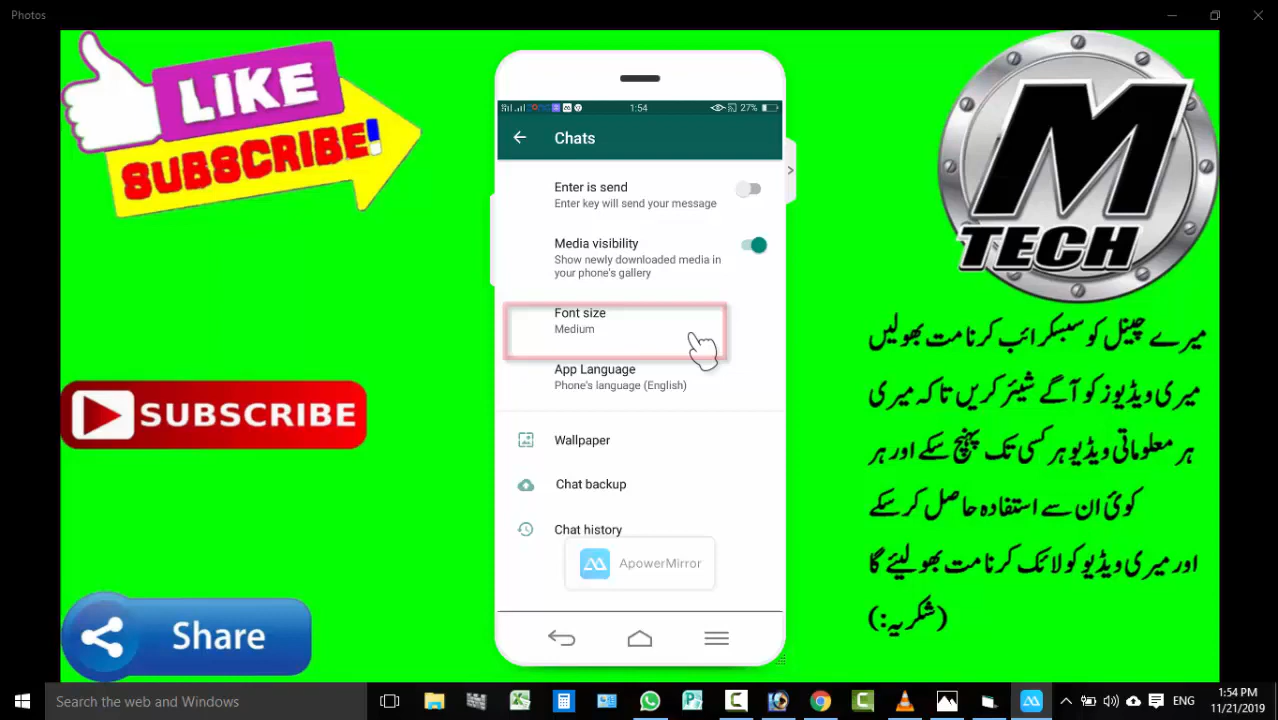 Photos
LIKE
SUBSCRIBE!
SUBSCRIBE
Share
1:54
27%
Chats
Enter is send
Enter key will send your message
Media visibility
Show newly downloaded media in
your phone's gallery
Font size
Medium
App Language
Phone's language (English)
Wallpaper
Chat backup
Chat history
ApowerMirror
M
TECH
میرے چینل کو سبسکرائب کرنا مت بھولیں
میری ویڈیوز کو آگے شیئر کریں تاکہ میری
ہر معلوماتی ویڈیو ہر کسی تک پہنچ سکے اور ہر
کوئ ان سے استفادہ حاصل کر سکے
اور میری ویڈیو کو لائک کرنا مت بھولیئے گا
(شکریہ:)
Search the web and Windows
ENG
1:54 PM
11/21/2019